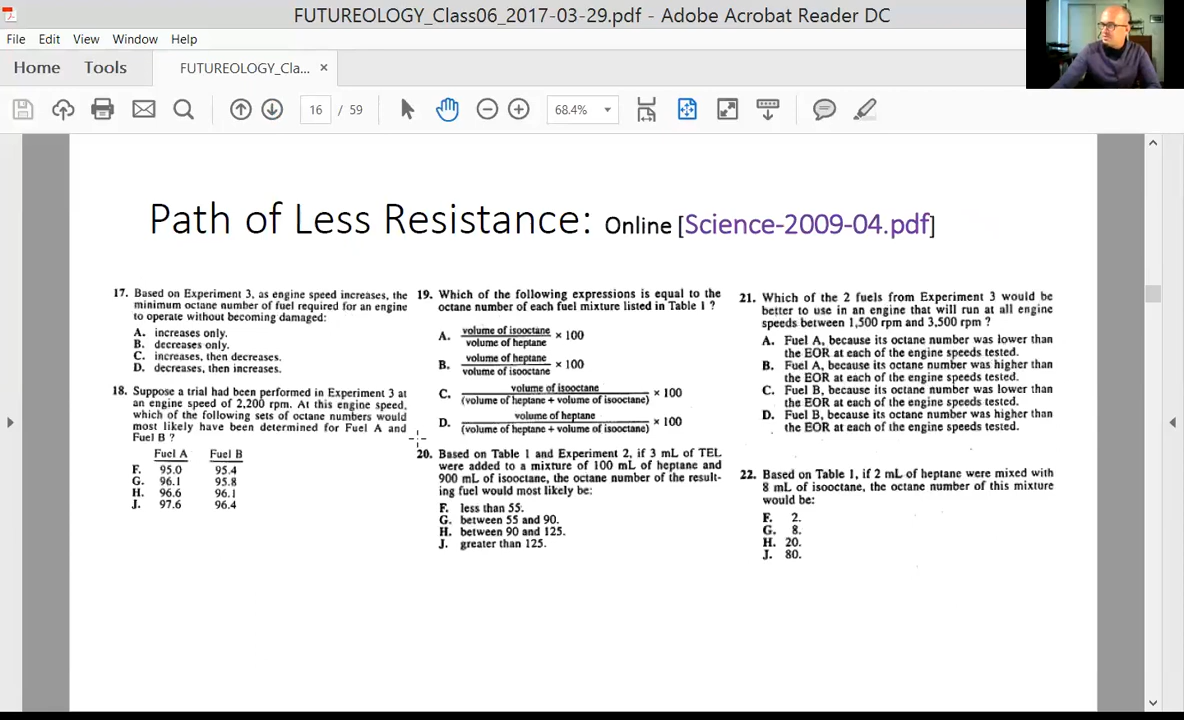 FUTUREOLOGY_Class06_2017-03-29.pdf - Adobe Acrobat Reader DC
File Edit View Window Help
Home Tools FUTUREOLOGY_Cla... ×
16 / 59 68.4%
Path of Less Resistance: Online [Science-2009-04.pdf]
17. Based on Experiment 3, as engine speed increases, the
minimum octane number of fuel required for an engine
to operate without becoming damaged:
A. increases only.
B. decreases only.
C. increases, then decreases.
D. decreases, then increases.
18. Suppose a trial had been performed in Experiment 3 at
an engine speed of 2,200 rpm. At this engine speed,
which of the following sets of octane numbers would
most likely have been determined for Fuel A and
Fuel B ?
Fuel A Fuel B
F. 95.0 95.4
G. 96.1 95.8
H. 96.6 96.1
J. 97.6 96.4
19. Which of the following expressions is equal to the
octane number of each fuel mixture listed in Table 1 ?
A. volume of isooctane
volume of heptane × 100
B. volume of heptane
volume of isooctane × 100
C. volume of isooctane
(volume of heptane + volume of isooctane) × 100
D. volume of heptane
(volume of heptane + volume of isooctane) × 100
20. Based on Table 1 and Experiment 2, if 3 mL of TEL
were added to a mixture of 100 mL of heptane and
900 mL of isooctane, the octane number of the result-
ing fuel would most likely be:
F. less than 55.
G. between 55 and 90.
H. between 90 and 125.
J. greater than 125.
21. Which of the 2 fuels from Experiment 3 would be
better to use in an engine that will run at all engine
speeds between 1,500 rpm and 3,500 rpm ?
A. Fuel A, because its octane number was lower than
the EOR at each of the engine speeds tested.
B. Fuel A, because its octane number was higher than
the EOR at each of the engine speeds tested.
C. Fuel B, because its octane number was lower than
the EOR at each of the engine speeds tested.
D. Fuel B, because its octane number was higher than
the EOR at each of the engine speeds tested.
22. Based on Table 1, if 2 mL of heptane were mixed with
8 mL of isooctane, the octane number of this mixture
would be:
F. 2.
G. 8.
H. 20.
J. 80.